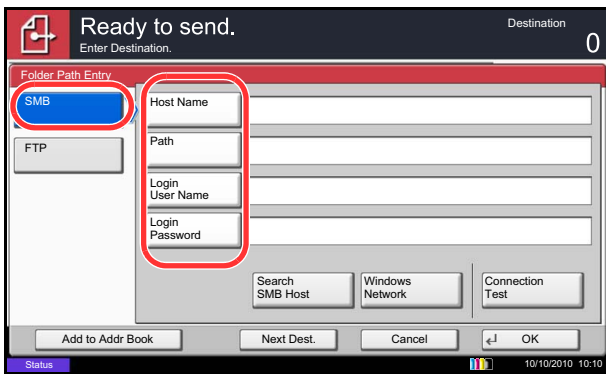 Ready to send.
Destination
Enter Destination.
0
Folder Path Entry
SMB
Host Name
FTP
Path
Login
User Name
Login
Password
Search
SMB Host
Windows
Network
Connection
Test
Add to Addr Book
Next Dest.
Cancel
OK
Status
10/10/2010 10:10